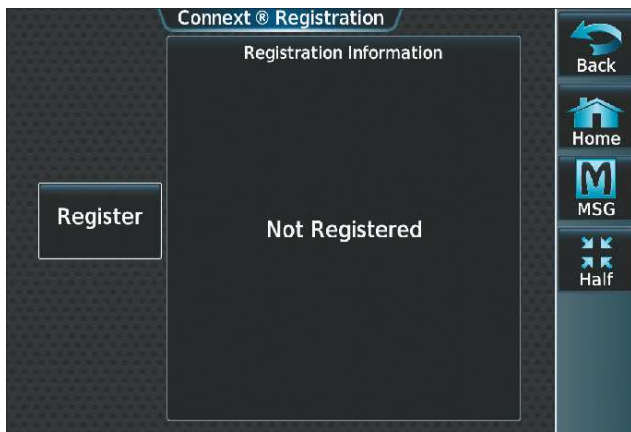 Connext ® Registration
Registration Information
Register
Not Registered
Back
Home
MSG
Half